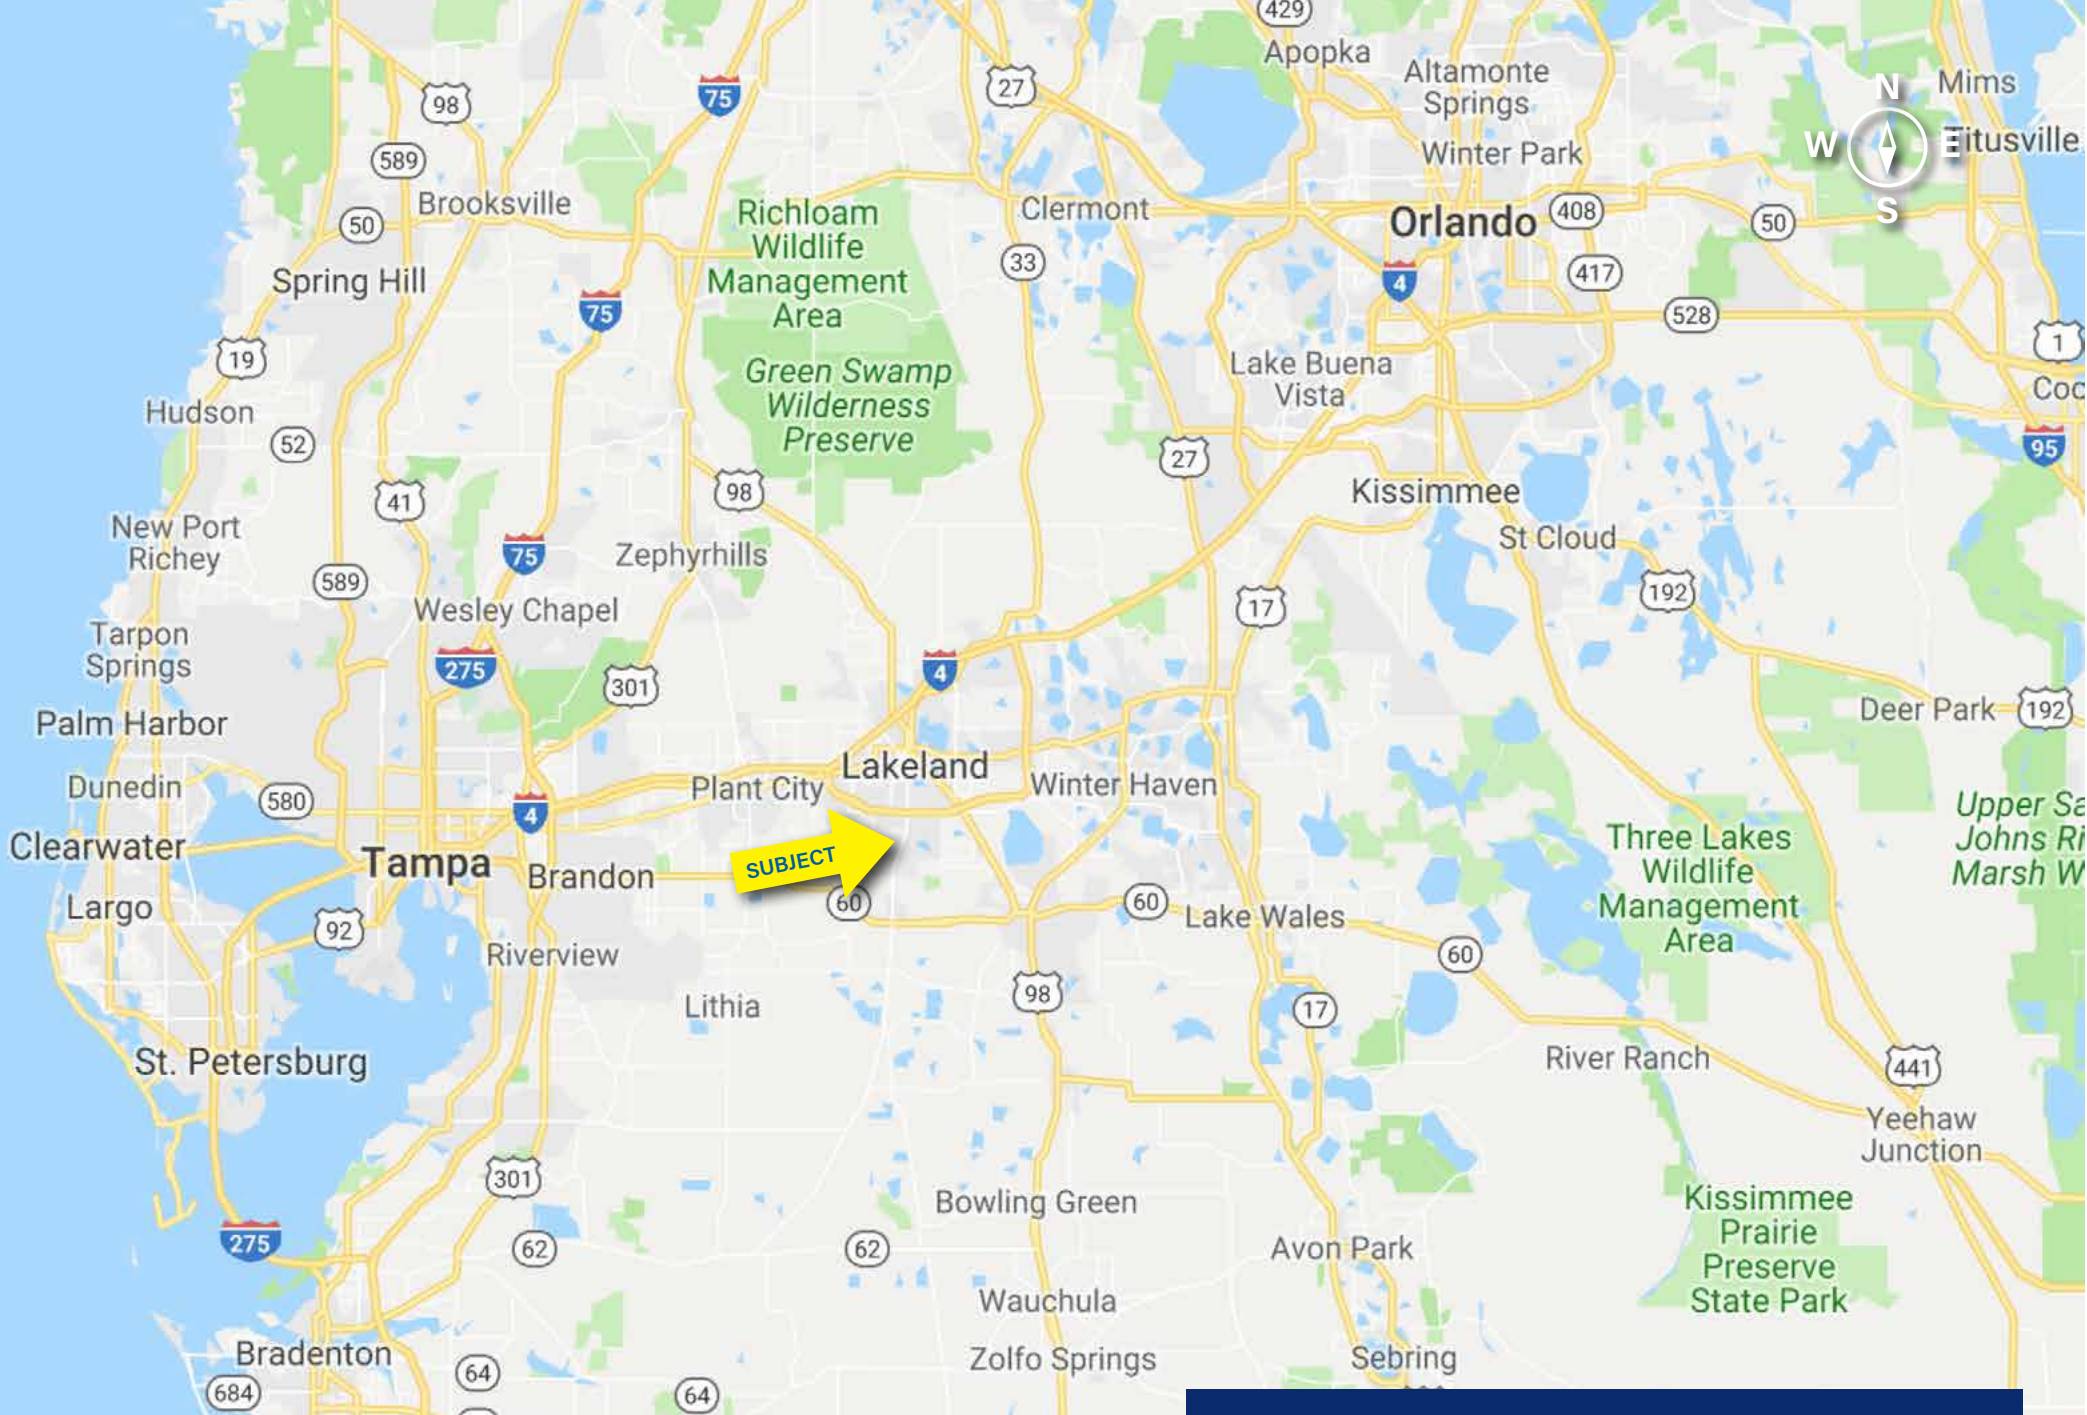 429
Apopka
Altamonte
Springs
Mims
N
W
E
S
Titusville
27
75
98
589
Winter Park
Brooksville
50
Richloam
Wildlife
Management
Area
Clermont
Orlando
408
50
33
4
417
Spring Hill
75
528
19
1
Green Swamp
Wilderness
Preserve
Lake Buena
Vista
Coc
Hudson
52
27
95
41
98
Kissimmee
New Port
Richey
75
Zephyrhills
St Cloud
589
Wesley Chapel
17
192
Tarpon
Springs
275
301
4
Palm Harbor
Deer Park
192
Dunedin
580
4
Plant City
Lakeland
Winter Haven
Clearwater
Tampa
Brandon
SUBJECT
Three Lakes
Wildlife
Management
Area
Upper Sa
Johns Ri
Marsh W
Largo
92
60
60
Lake Wales
60
Riverview
Lithia
98
17
St. Petersburg
River Ranch
441
Yeehaw
Junction
301
Bowling Green
Kissimmee
Prairie
Preserve
State Park
275
62
62
Avon Park
Wauchula
Bradenton
64
Zolfo Springs
Sebring
684
64